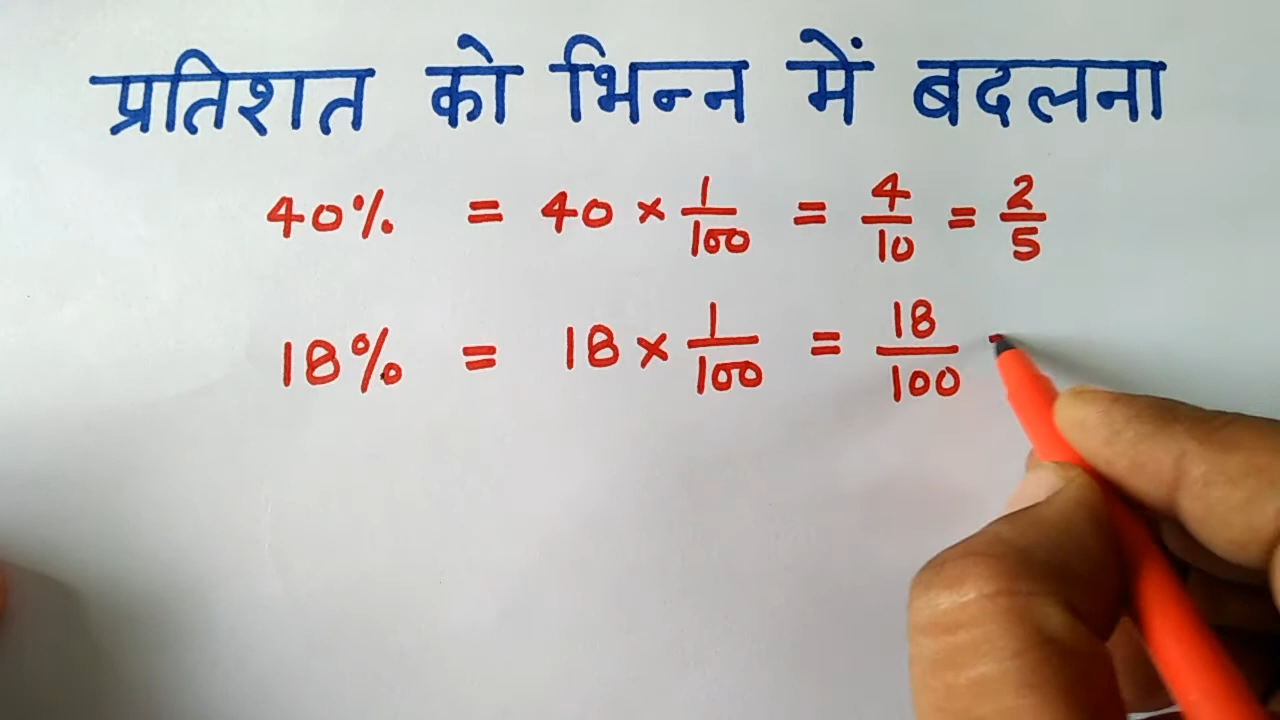 प्रतिशत को भिन्न में बदलना
40% = 40 × 1/100 = 4/10 = 2/5
18% = 18 × 1/100 = 18/100